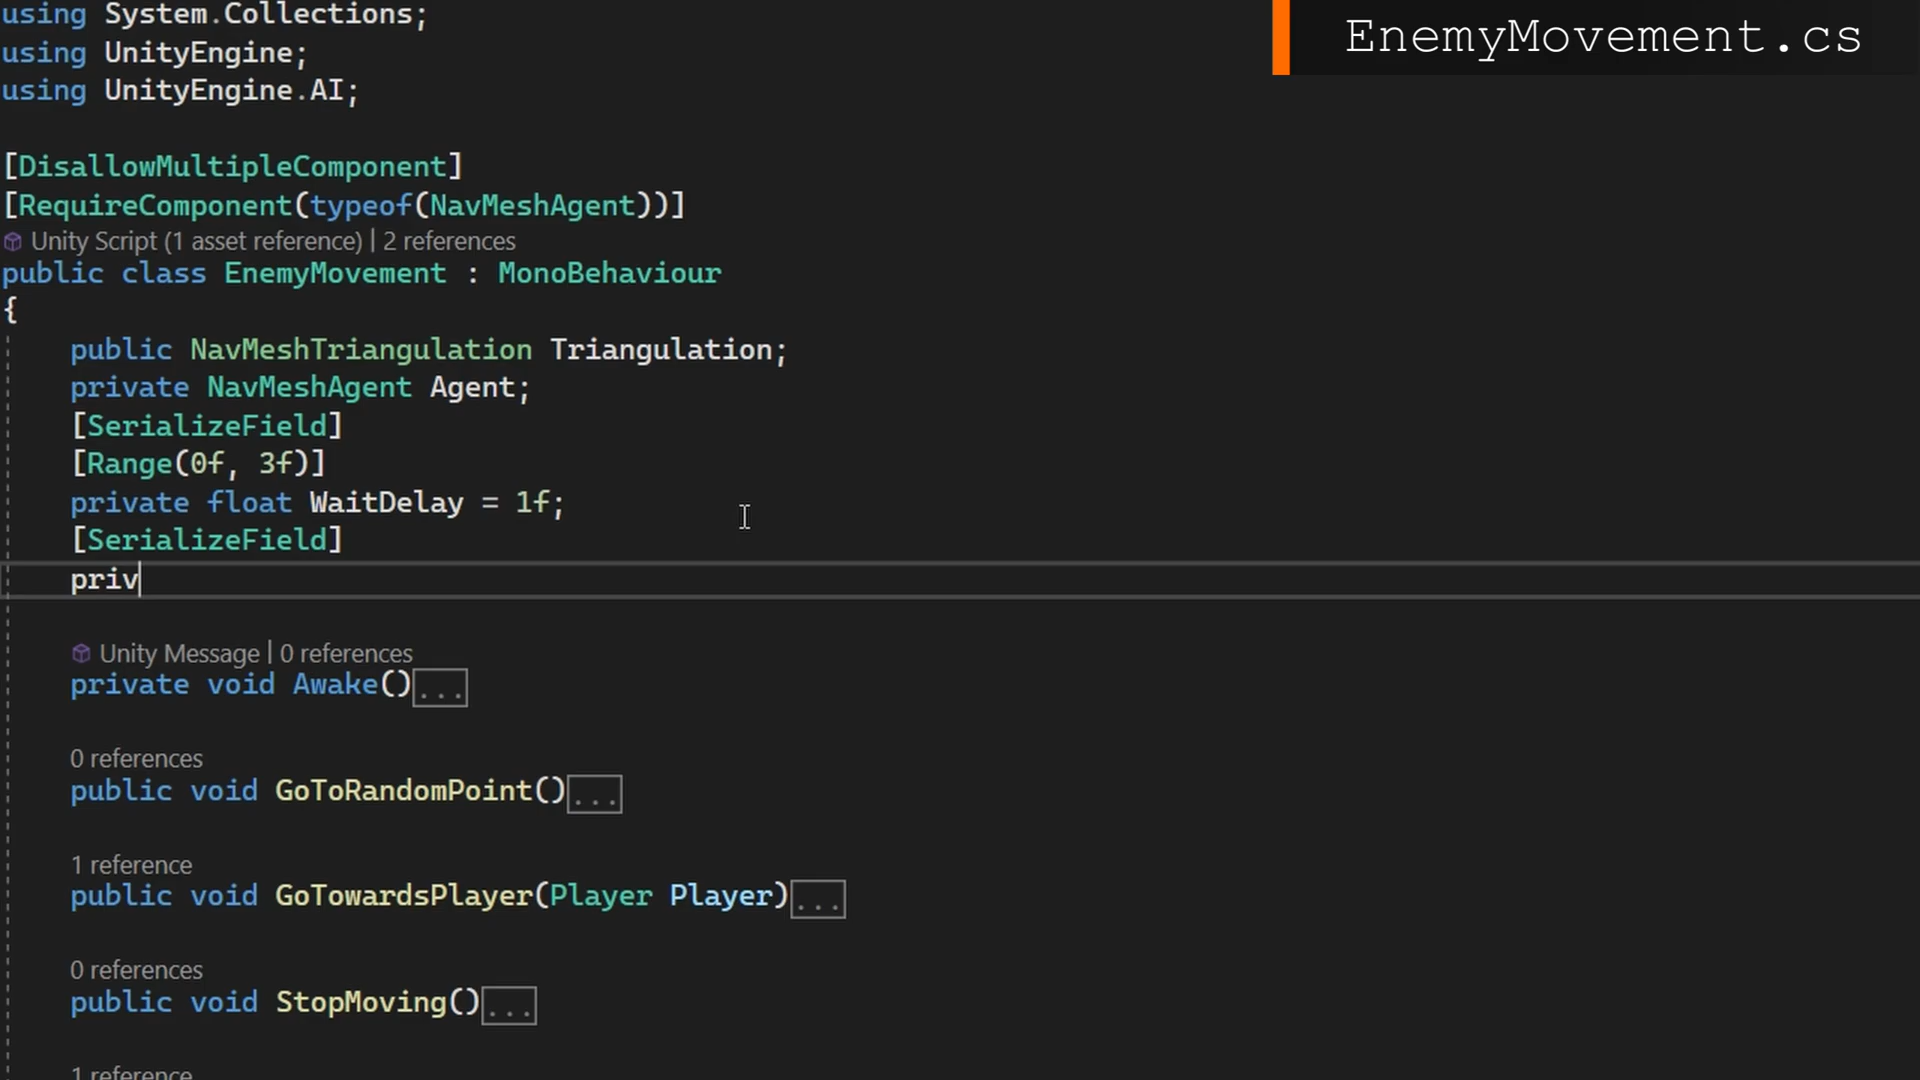 using System.Collections;
EnemyMovement.cs
using UnityEngine;
using UnityEngine.AI;
[DisallowMultipleComponent]
[RequireComponent(typeof(NavMeshAgent))]
Unity Script (1 asset reference) | 2 references
public class EnemyMovement : MonoBehaviour
{
public NavMeshTriangulation Triangulation;
private NavMeshAgent Agent;
[SerializeField]
[Range(0f, 3f)]
private float WaitDelay = 1f;
[SerializeField]
priv
Unity Message | 0 references
private void Awake()...
0 references
public void GoToRandomPoint()...
1 reference
public void GoTowardsPlayer(Player Player)...
0 references
public void StopMoving()...
1 reference